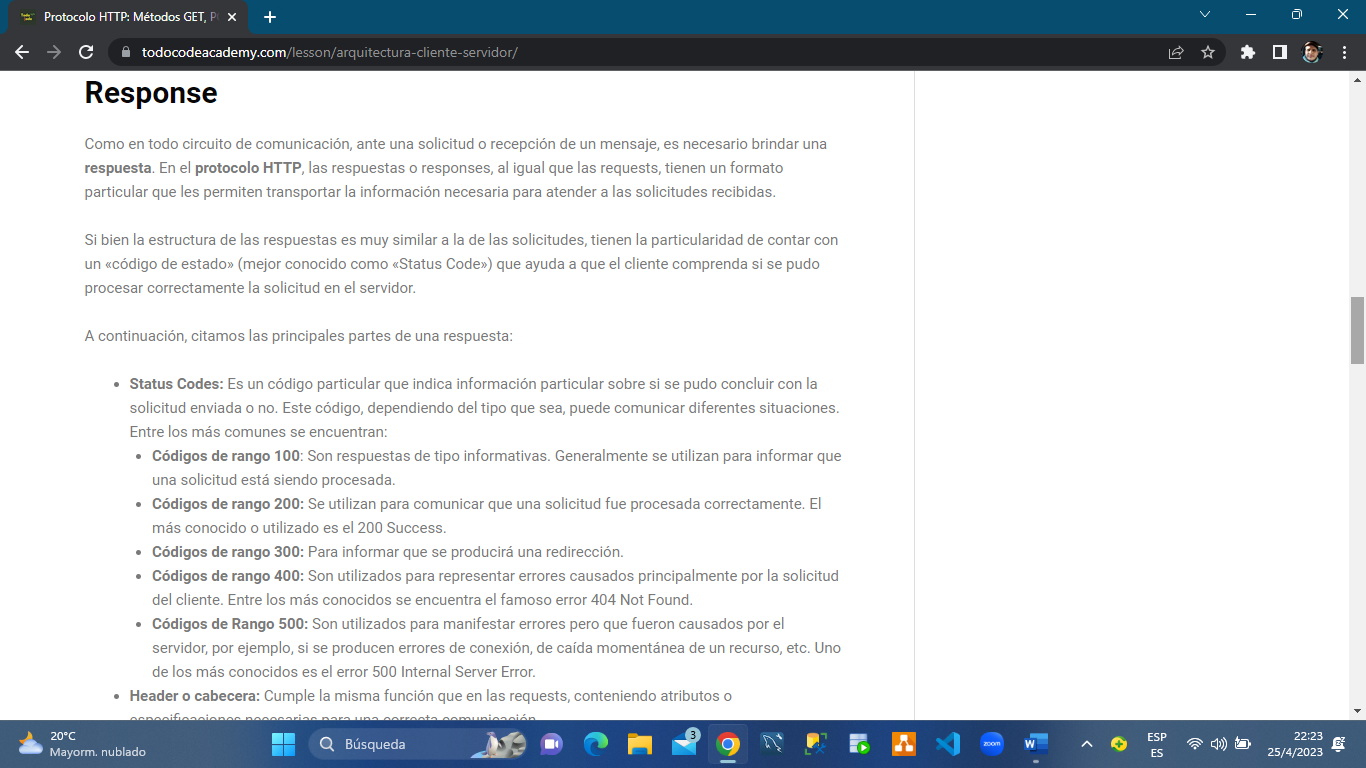 Protocolo HTTP: Métodos GET, P
todocodeacademy.com/lesson/arquitectura-cliente-servidor/
Response
Como en todo circuito de comunicación, ante una solicitud o recepción de un mensaje, es necesario brindar una
respuesta. En el protocolo HTTP, las respuestas o responses, al igual que las requests, tienen un formato
particular que les permiten transportar la información necesaria para atender a las solicitudes recibidas.
Si bien la estructura de las respuestas es muy similar a la de las solicitudes, tienen la particularidad de contar con
un «código de estado» (mejor conocido como «Status Code») que ayuda a que el cliente comprenda si se pudo
procesar correctamente la solicitud en el servidor.
A continuación, citamos las principales partes de una respuesta:
• Status Codes: Es un código particular que indica información particular sobre si se pudo concluir con la
solicitud enviada o no. Este código, dependiendo del tipo que sea, puede comunicar diferentes situaciones.
Entre los más comunes se encuentran:
• Códigos de rango 100: Son respuestas de tipo informativas. Generalmente se utilizan para informar que
una solicitud está siendo procesada.
• Códigos de rango 200: Se utilizan para comunicar que una solicitud fue procesada correctamente. El
más conocido o utilizado es el 200 Success.
• Códigos de rango 300: Para informar que se producirá una redirección.
• Códigos de rango 400: Son utilizados para representar errores causados principalmente por la solicitud
del cliente. Entre los más conocidos se encuentra el famoso error 404 Not Found.
• Códigos de Rango 500: Son utilizados para manifestar errores pero que fueron causados por el
servidor, por ejemplo, si se producen errores de conexión, de caída momentánea de un recurso, etc. Uno
de los más conocidos es el error 500 Internal Server Error.
• Header o cabecera: Cumple la misma función que en las requests, conteniendo atributos o
especificaciones necesarias para una correcta comunicación
20°C
Mayorm. nublado
Búsqueda
3
zoom
W
ESP
ES
22:23
25/4/2023